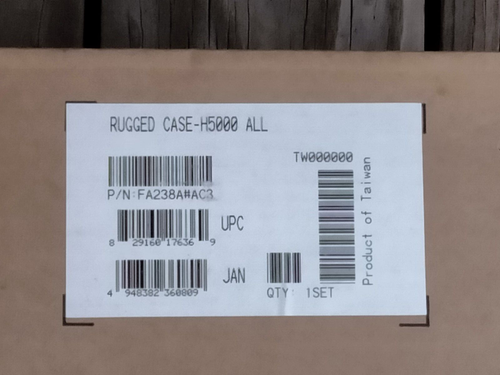 RUGGED CASE-H5000 ALL
TW000000
P/N:FA238A#AC3
8 29160 17636 9
UPC
4 948382 360809
JAN
QTY: 1SET
Product of Taiwan